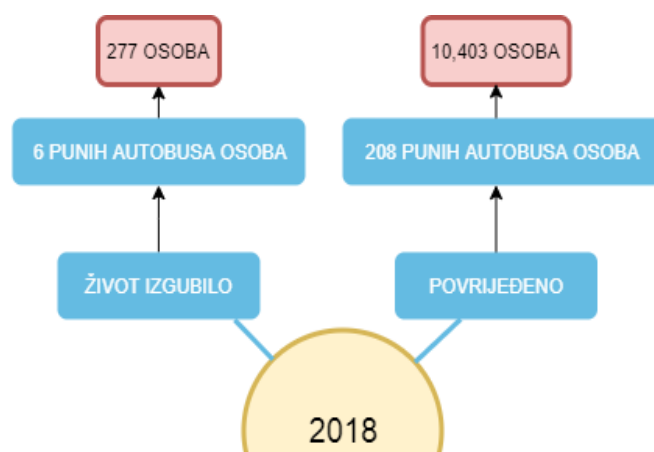 277 OSOBA
10,403 OSOBA
6 PUNIH AUTOBUSA OSOBA
208 PUNIH AUTOBUSA OSOBA
ŽIVOT IZGUBILO
POVRIJEĐENO
2018